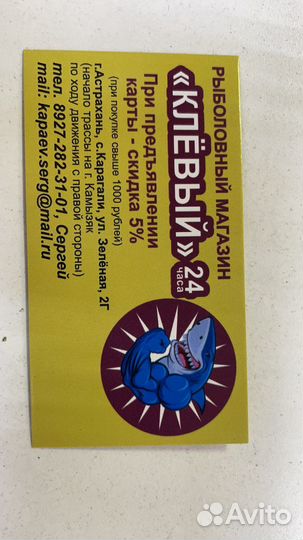 РЫБОЛОВНЫЙ МАГАЗИН
«КЛЁВЫЙ» 24
часа
При предъявлении
карты - скидка 5%
(при покупке свыше 1000 рублей)
г.Астрахань, с.Карагали, ул. Зелёная, 2Г
(начало трассы на г. Камызяк
по ходу движения с правой стороны)
тел. 8927-282-31-01, Сергей
mail: kapaev.serg@mail.ru
Avito